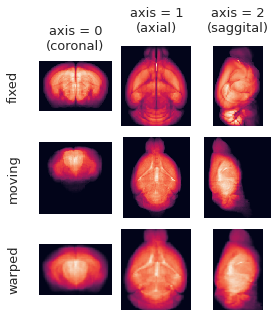 axis = 0
(coronal)
axis = 1
(axial)
axis = 2
(saggital)
fixed
moving
warped